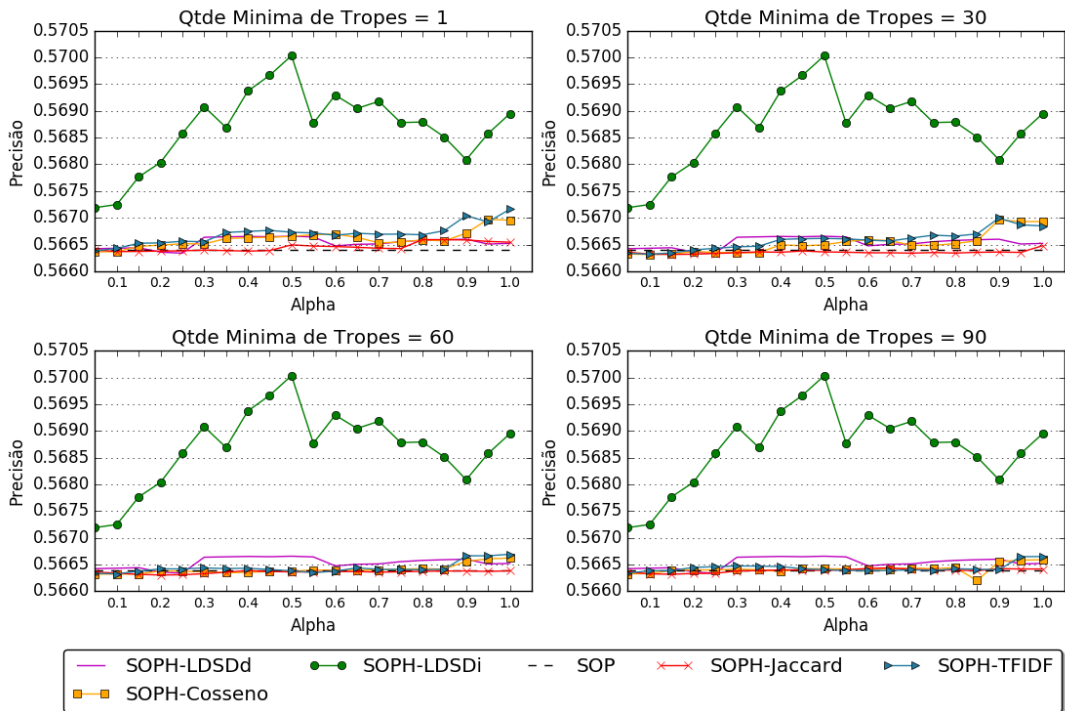 Qtde Minima de Tropes = 1
0.5705
0.5700
0.5695
0.5690
0.5685
0.5680
0.5675
0.5670
0.5665
0.5660
Precisão
0.1 0.2 0.3 0.4 0.5 0.6 0.7 0.8 0.9 1.0
Alpha
Qtde Minima de Tropes = 30
0.5705
0.5700
0.5695
0.5690
0.5685
0.5680
0.5675
0.5670
0.5665
0.5660
Precisão
0.1 0.2 0.3 0.4 0.5 0.6 0.7 0.8 0.9 1.0
Alpha
Qtde Minima de Tropes = 60
0.5705
0.5700
0.5695
0.5690
0.5685
0.5680
0.5675
0.5670
0.5665
0.5660
Precisão
0.1 0.2 0.3 0.4 0.5 0.6 0.7 0.8 0.9 1.0
Alpha
Qtde Minima de Tropes = 90
0.5705
0.5700
0.5695
0.5690
0.5685
0.5680
0.5675
0.5670
0.5665
0.5660
Precisão
0.1 0.2 0.3 0.4 0.5 0.6 0.7 0.8 0.9 1.0
Alpha
SOPH-LDSDd SOPH-LDSDi SOP SOPH-Jaccard SOPH-TFIDF
SOPH-Cosseno